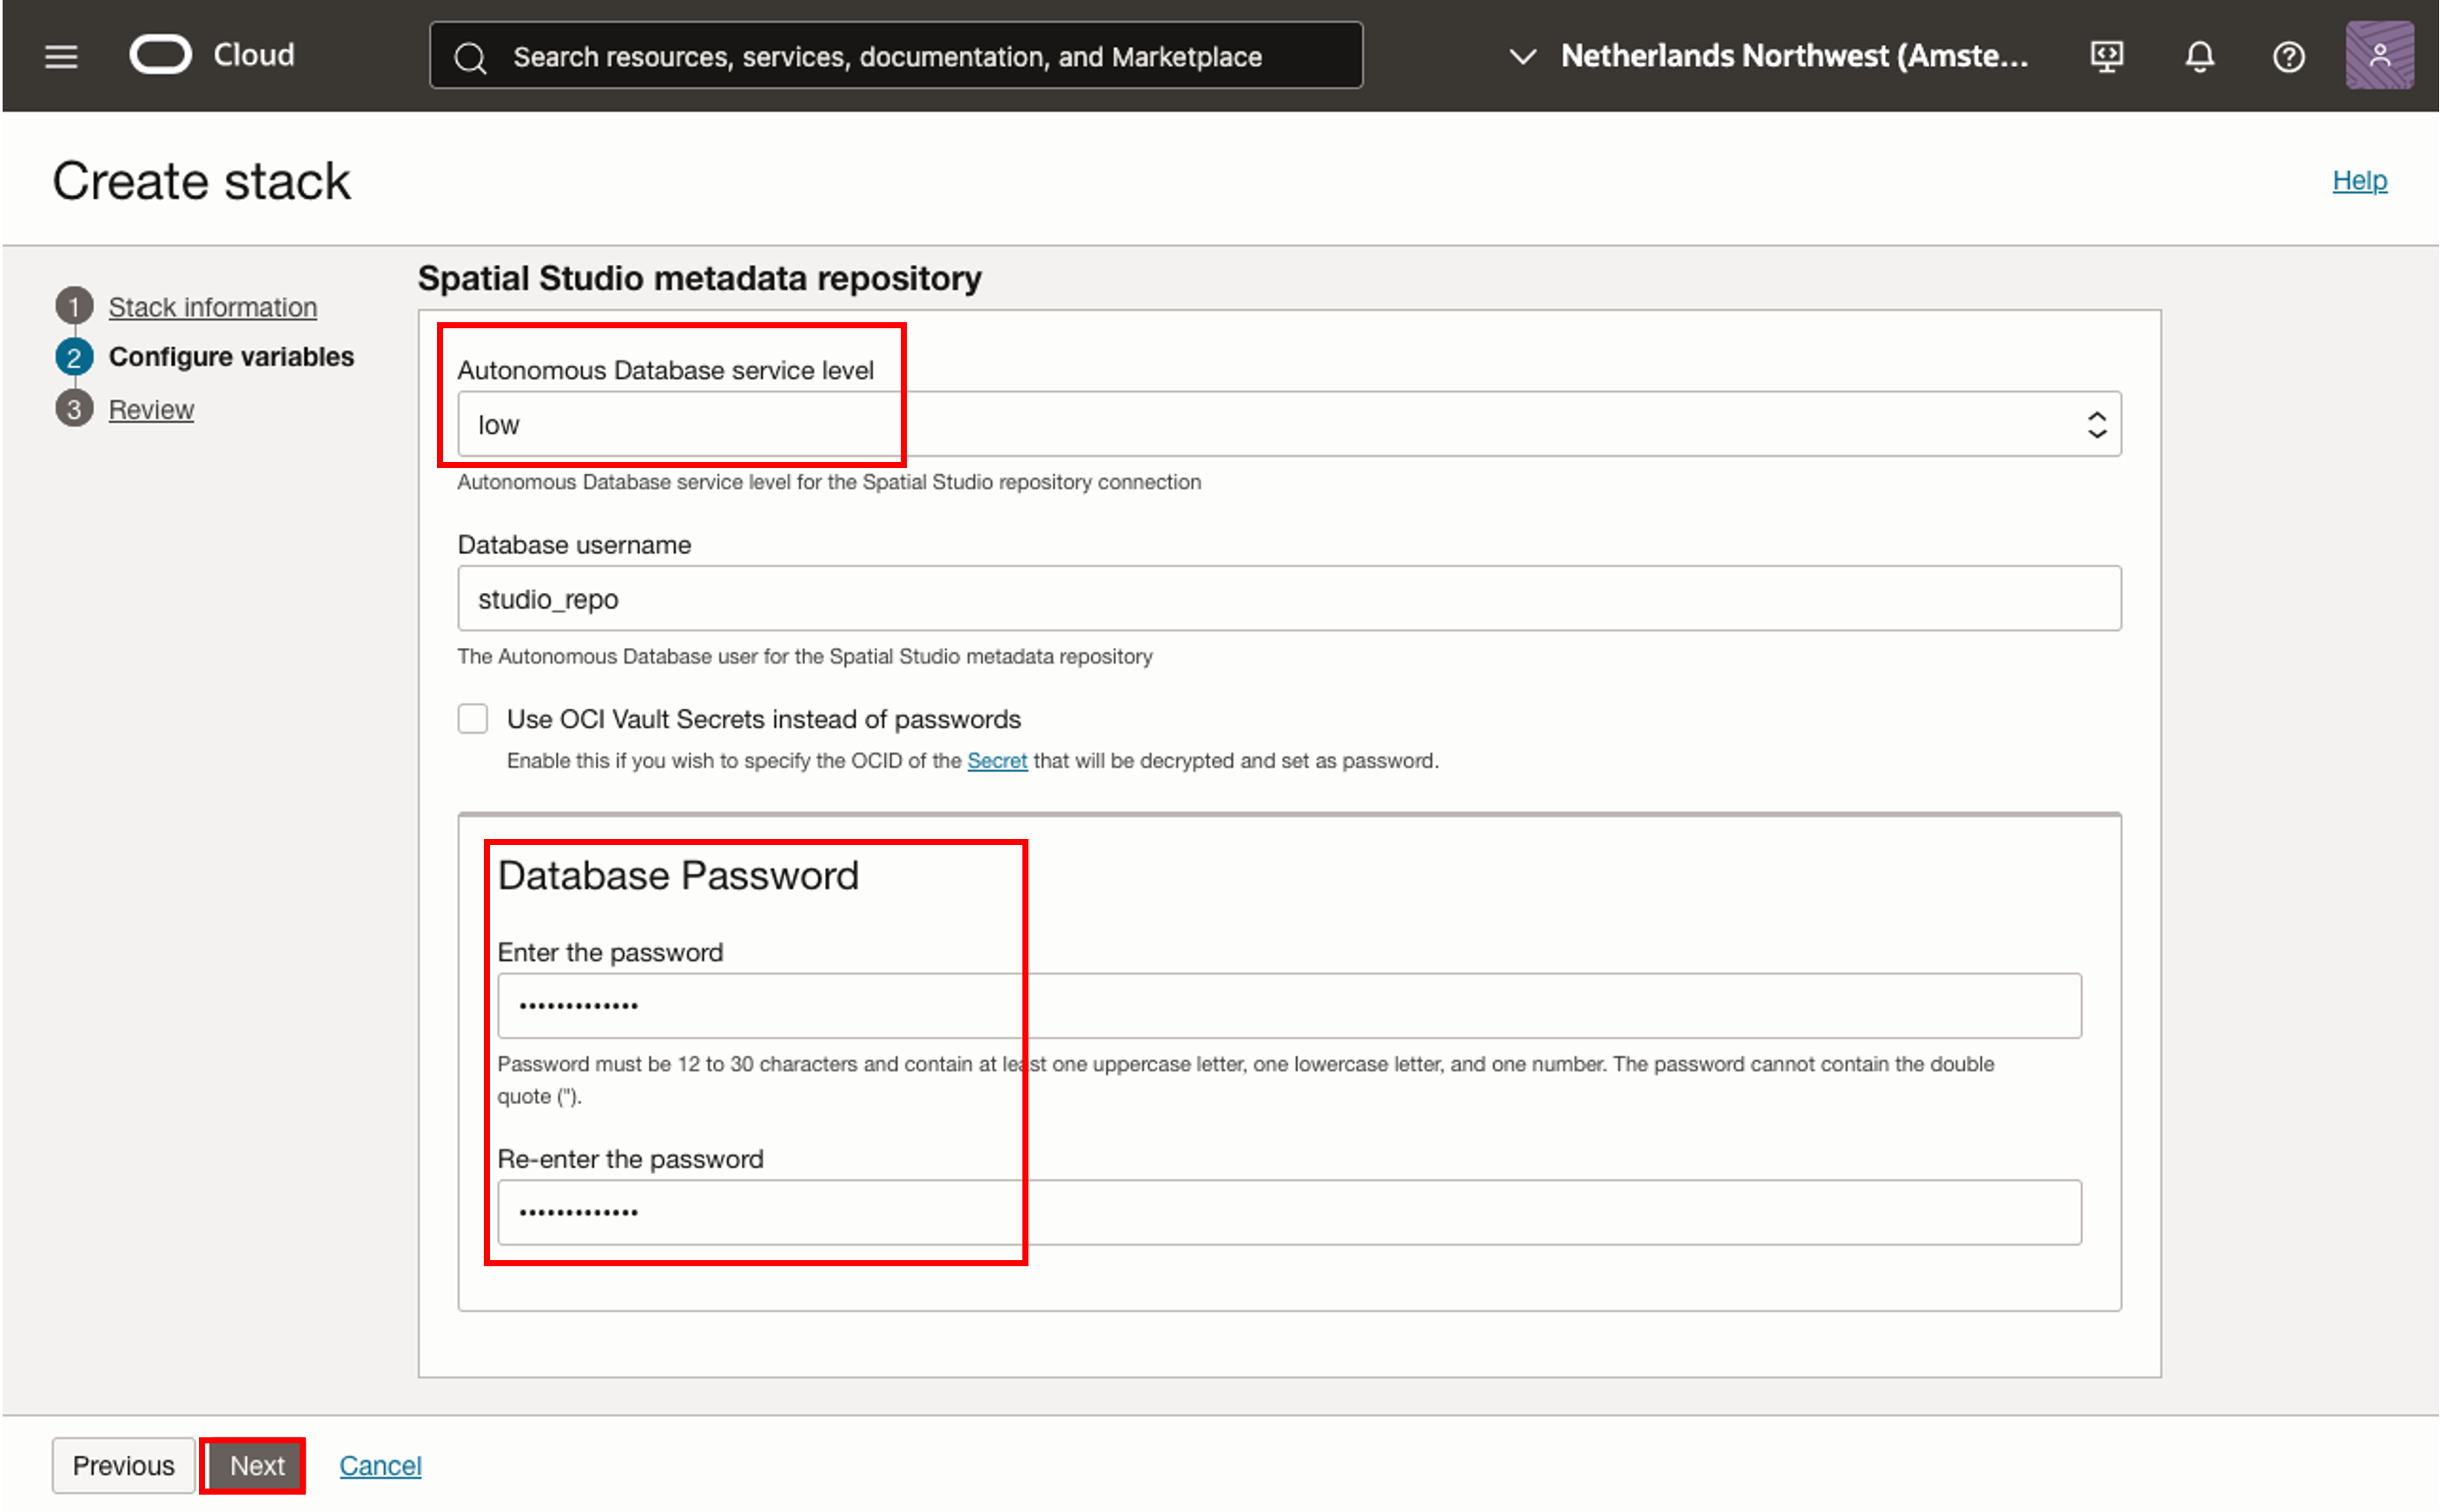 Cloud
Search resources, services, documentation, and Marketplace
Netherlands Northwest (Amste...
Create stack
Help
1 Stack information
2 Configure variables
3 Review
Spatial Studio metadata repository
Autonomous Database service level
low
Autonomous Database service level for the Spatial Studio repository connection
Database username
studio_repo
The Autonomous Database user for the Spatial Studio metadata repository
Use OCI Vault Secrets instead of passwords
Enable this if you wish to specify the OCID of the Secret that will be decrypted and set as password.
Database Password
Enter the password
•••••••••••••
Password must be 12 to 30 characters and contain at least one uppercase letter, one lowercase letter, and one number. The password cannot contain the double
quote (").
Re-enter the password
•••••••••••••
Previous
Next
Cancel